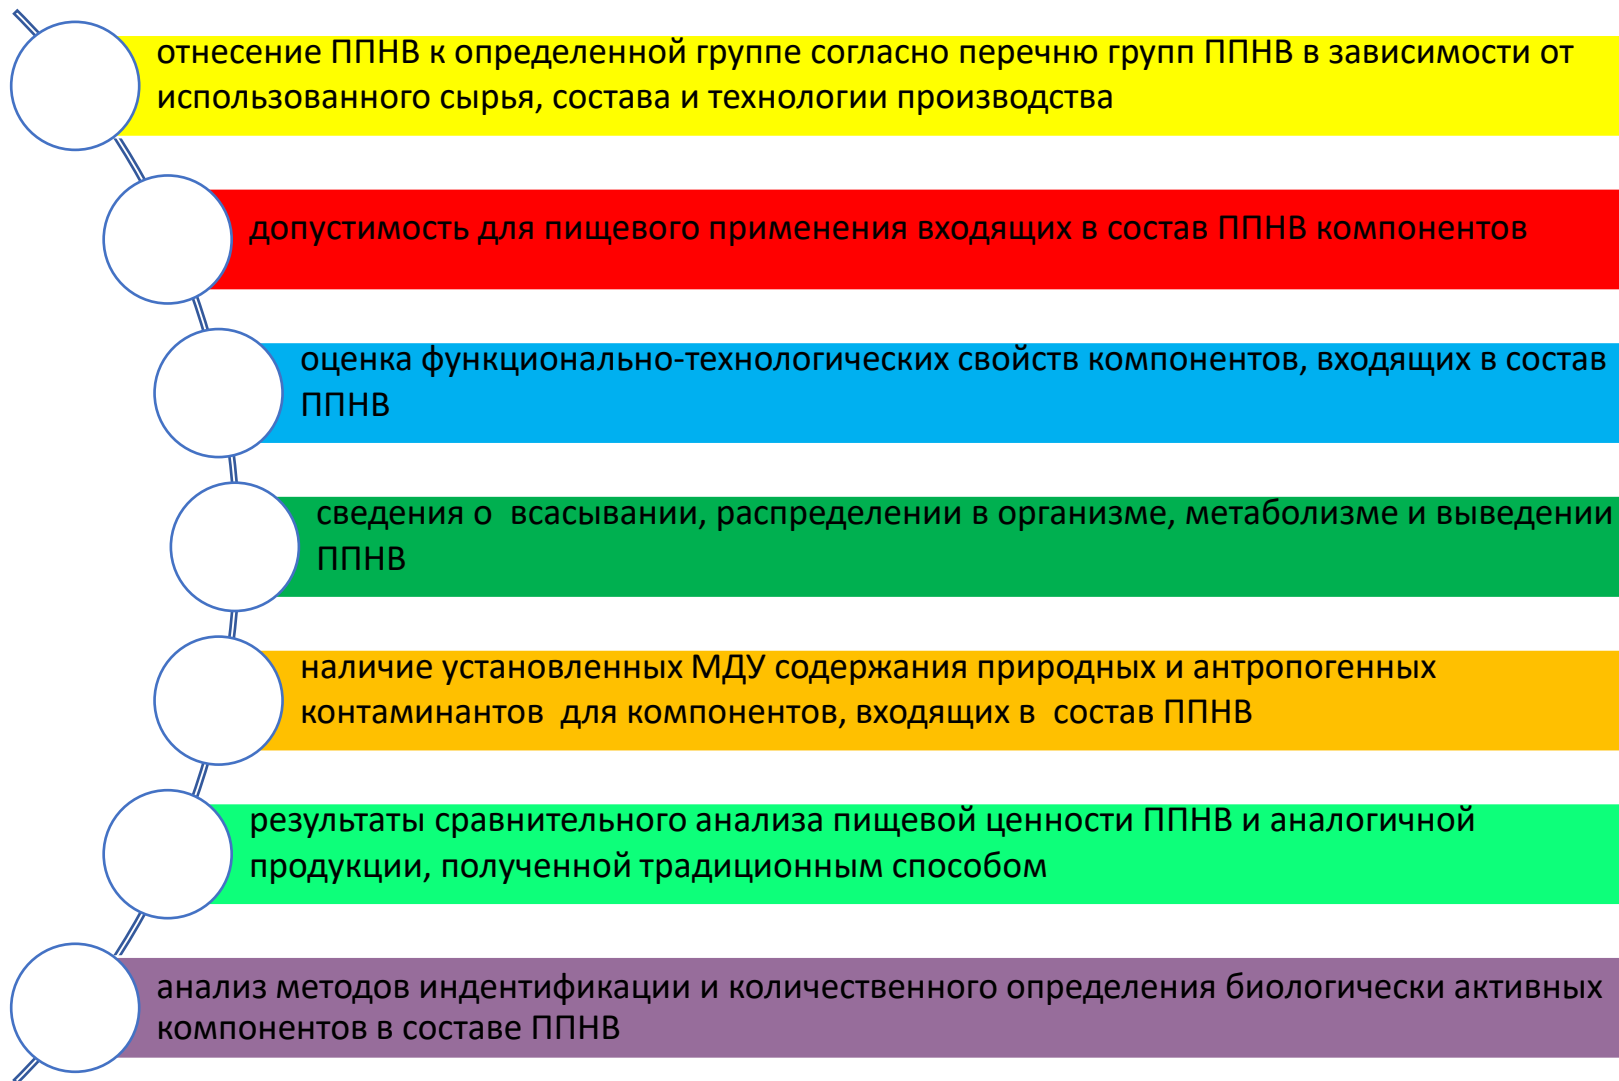 отнесение ППНВ к определенной группе согласно перечню групп ППНВ в зависимости от
использованного сырья, состава и технологии производства
допустимость для пищевого применения входящих в состав ППНВ компонентов
оценка функционально-технологических свойств компонентов, входящих в состав
ППНВ
сведения о всасывании, распределении в организме, метаболизме и выведении
ППНВ
наличие установленных МДУ содержания природных и антропогенных
контаминантов для компонентов, входящих в состав ППНВ
результаты сравнительного анализа пищевой ценности ППНВ и аналогичной
продукции, полученной традиционным способом
анализ методов индентификации и количественного определения биологически активных
компонентов в составе ППНВ